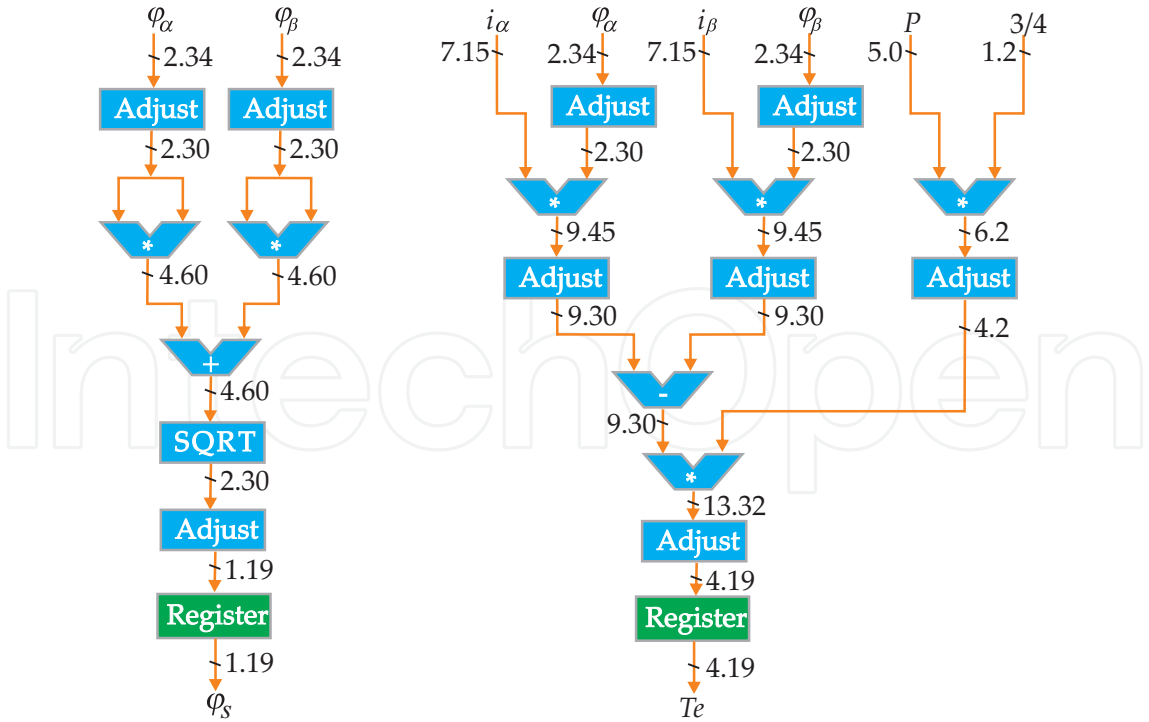 φα φβ iα φα iβ φβ P 3/4
2.34 2.34 7.15 2.34 7.15 2.34 5.0 1.2
Adjust Adjust Adjust Adjust
2.30 2.30 2.30 2.30
* * *
9.45 9.45 6.2
* *
4.60 4.60 Adjust Adjust Adjust
9.30 9.30 4.2
+
4.60 -
9.30
SQRT
2.30 *
13.32
Adjust Adjust
1.19 4.19
Register Register
1.19 4.19
φs Te
IntechOpen